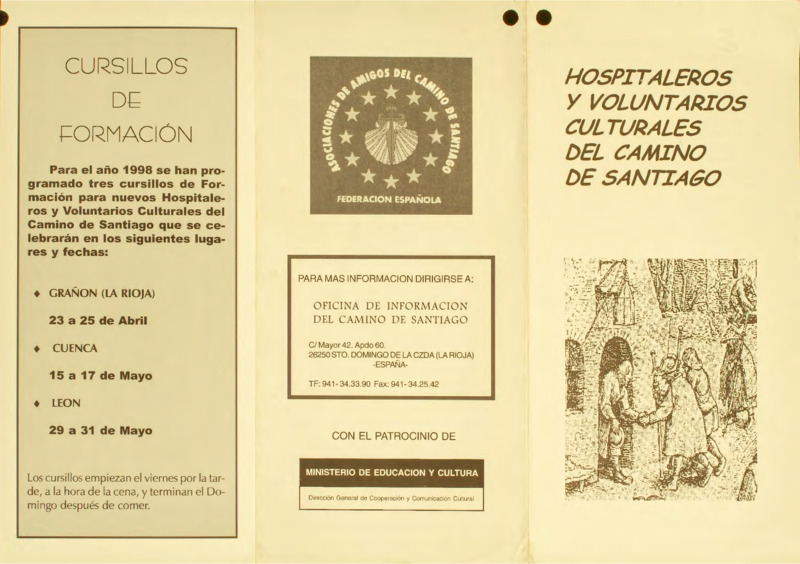 CURSILLOS
DE
FORMACIÓN
Para el año 1998 se han pro-
gramado tres cursillos de For-
mación para nuevos Hospitale-
ros y Voluntarios Culturales del
Camino de Santiago que se ce-
lebrarán en los siguientes luga-
res y fechas:
♦ GRAÑON (LA RIOJA)
23 a 25 de Abril
♦ CUENCA
15 a 17 de Mayo
♦ LEON
29 a 31 de Mayo
Los cursillos empiezan el viernes por la tar-
de, a la hora de la cena, y terminan el Do-
mingo después de comer.
ASOCIACIONES DE AMIGOS DEL CAMINO DE SANTIAGO
FEDERACION ESPAÑOLA
PARA MAS INFORMACION DIRIGIRSE A:
OFICINA DE INFORMACION
DEL CAMINO DE SANTIAGO
C/ Mayor 42. Apdo 60.
26250 STO. DOMINGO DE LA CZDA (LA RIOJA)
-ESPAÑA-
TF: 941- 34.33.90 Fax: 941- 34.25.42
CON EL PATROCINIO DE
MINISTERIO DE EDUCACION Y CULTURA
Dirección General de Cooperación y Comunicación Cultural
HOSPITALEROS
Y VOLUNTARIOS
CULTURALES
DEL CAMINO
DE SANTIAGO